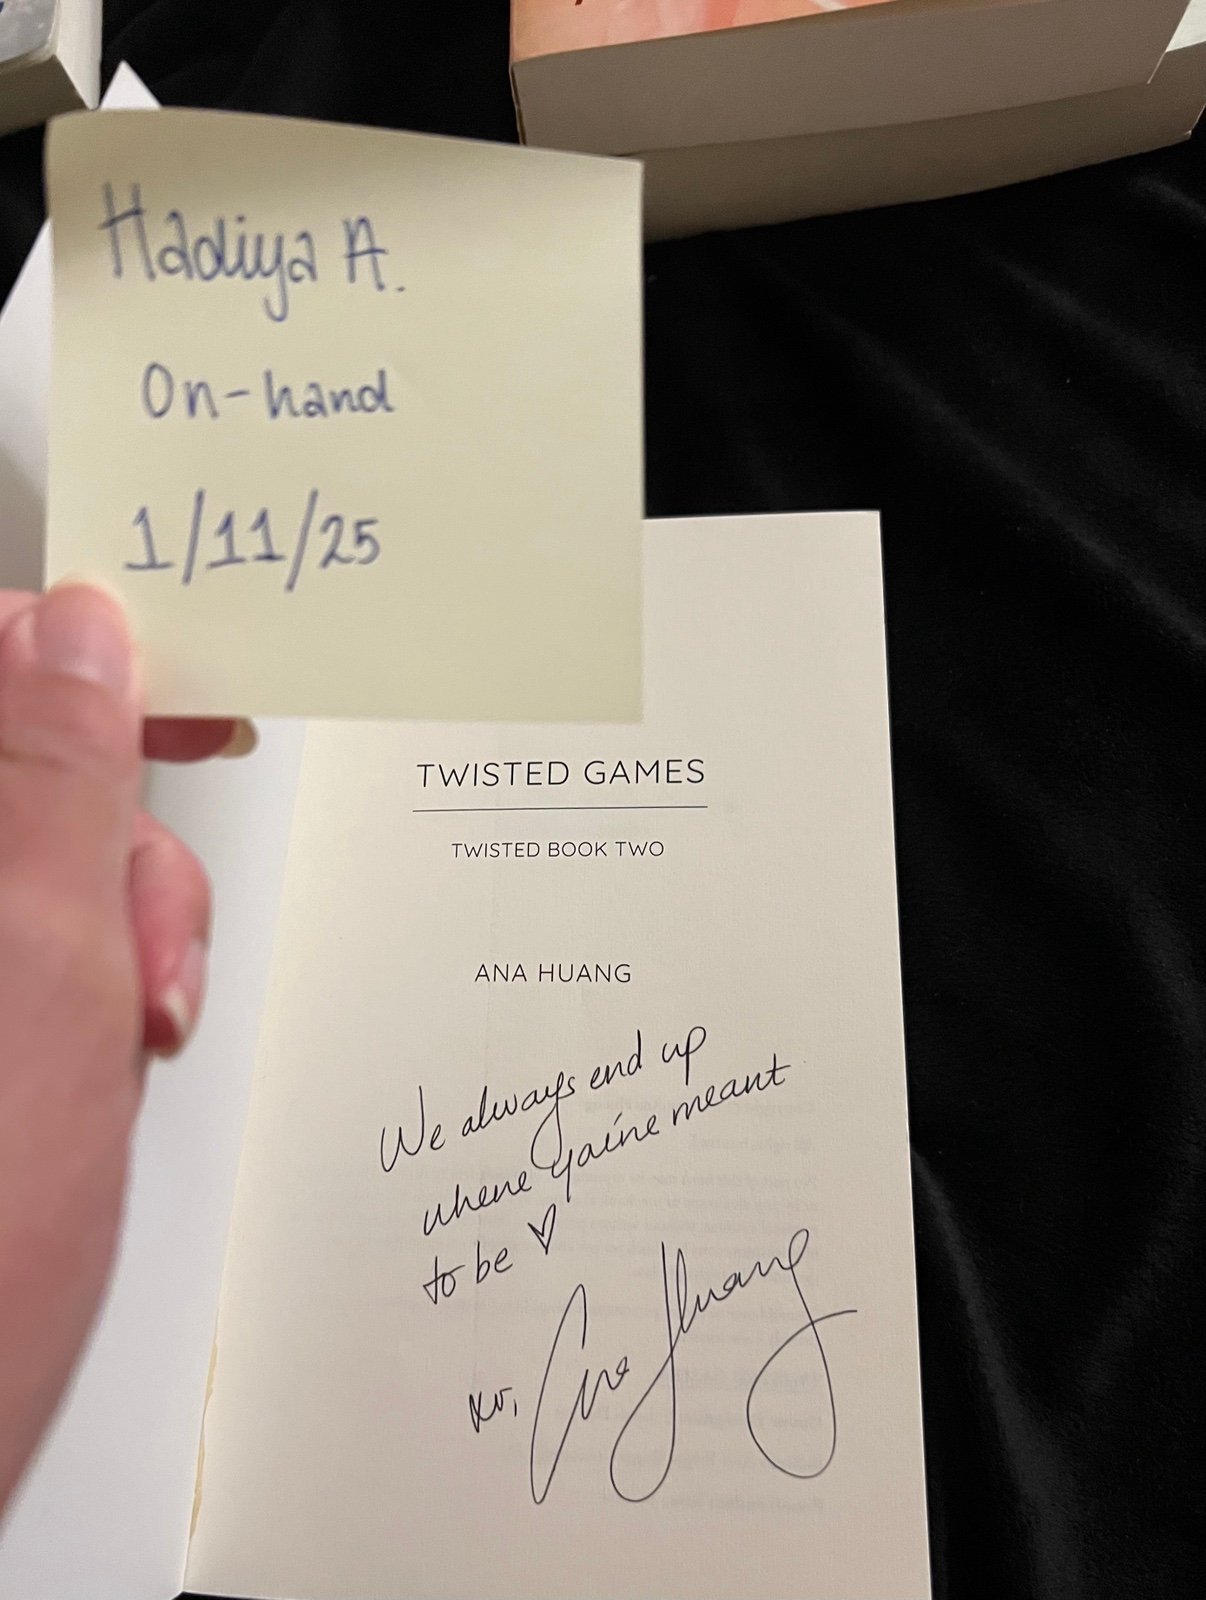 Hadiya A.
On-hand
1/11/25
TWISTED GAMES
TWISTED BOOK TWO
ANA HUANG
We always end up
where you're meant
to be ♡
xo,
Ana Huang